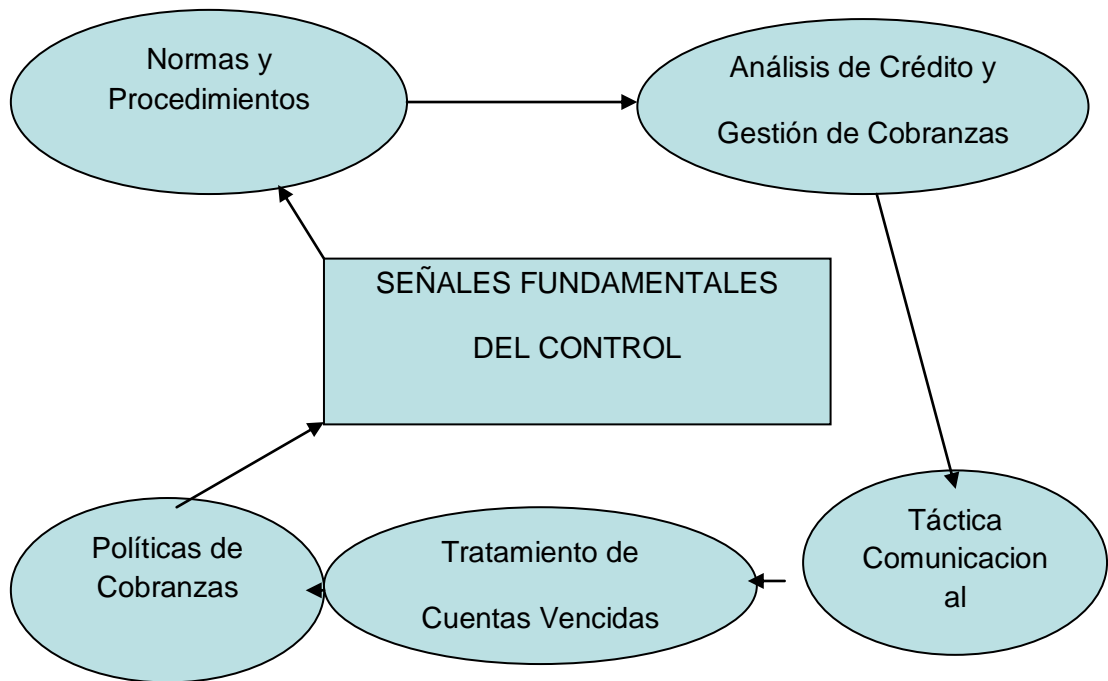 Normas y
Procedimientos
Análisis de Crédito y
Gestión de Cobranzas
SEÑALES FUNDAMENTALES
DEL CONTROL
Políticas de
Cobranzas
Tratamiento de
Cuentas Vencidas
Táctica
Comunicacion
al